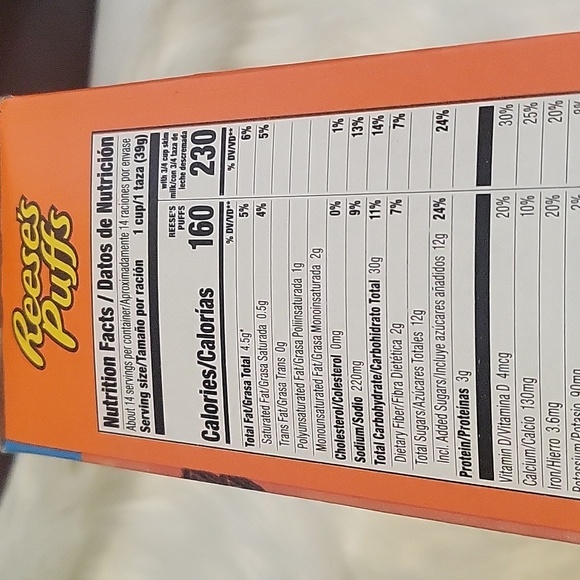 Reese's
Puffs
Nutrition Facts / Datos de Nutrición
About 14 servings per container/Aproximadamente 14 raciones por envase
Serving size/Tamaño por ración 1 cup/1 taza (39g)
REESE'S PUFFS with 3/4 cup skim milk/con 3/4 taza de leche descremada
Calories/Calorías 160 230
% DV/VD** % DV/VD**
Total Fat/Grasa Total 4.5g* 5% 6%
Saturated Fat/Grasa Saturada 0.5g 4% 5%
Trans Fat/Grasa Trans 0g
Polyunsaturated Fat/Grasa Poliinsaturada 1g
Monounsaturated Fat/Grasa Monoinsaturada 2g
Cholesterol/Colesterol 0mg 0% 1%
Sodium/Sodio 220mg 9% 13%
Total Carbohydrate/Carbohidrato Total 30g 11% 14%
Dietary Fiber/Fibra Dietética 2g 7% 7%
Total Sugars/Azúcares Totales 12g
Incl. Added Sugars/Incluye azúcares añadidos 12g 24% 24%
Protein/Proteínas 3g
Vitamin D/Vitamina D 4mcg 20% 30%
Calcium/Calcio 130mg 10% 25%
Iron/Hierro 3.6mg 20% 20%
Potassium/Potasio 90mg 2%